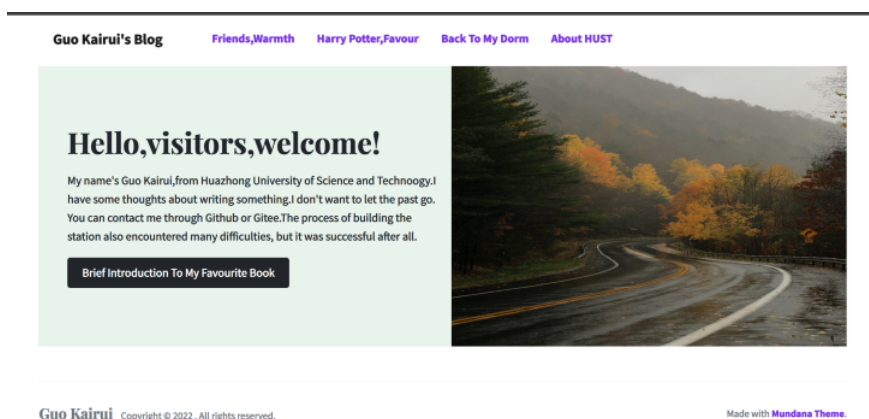 Guo Kairui's Blog Friends,Warmth Harry Potter,Favour Back To My Dorm About HUST
Hello,visitors,welcome!
My name's Guo Kairui,from Huazhong University of Science and Technoogy.I
have some thoughts about writing something.I don't want to let the past go.
You can contact me through Github or Gitee.The process of building the
station also encountered many difficulties, but it was successful after all.
Brief Introduction To My Favourite Book
Guo Kairui Copyright © 2022 . All rights reserved. Made with Mundana Theme.